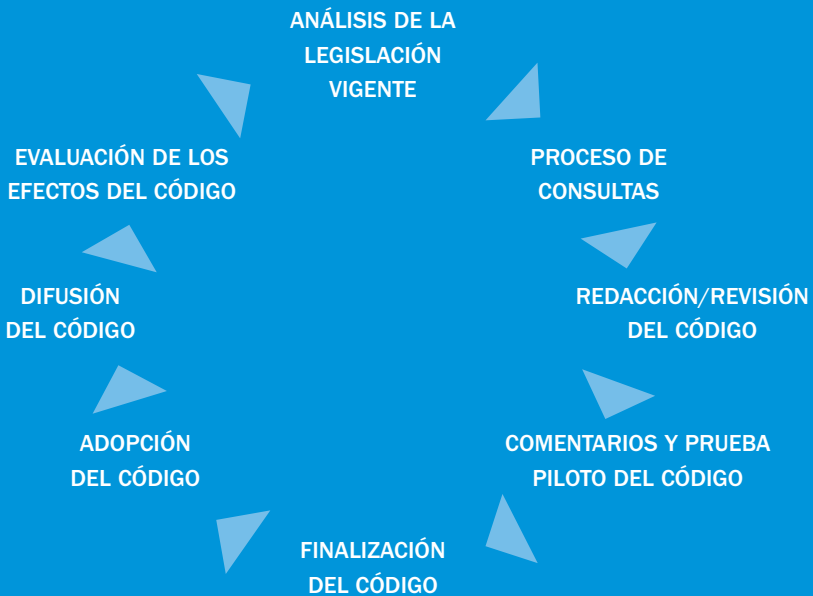 ANÁLISIS DE LA
LEGISLACIÓN
VIGENTE
PROCESO DE
CONSULTAS
REDACCIÓN/REVISIÓN
DEL CÓDIGO
COMENTARIOS Y PRUEBA
PILOTO DEL CÓDIGO
FINALIZACIÓN
DEL CÓDIGO
ADOPCIÓN
DEL CÓDIGO
DIFUSIÓN
DEL CÓDIGO
EVALUACIÓN DE LOS
EFECTOS DEL CÓDIGO